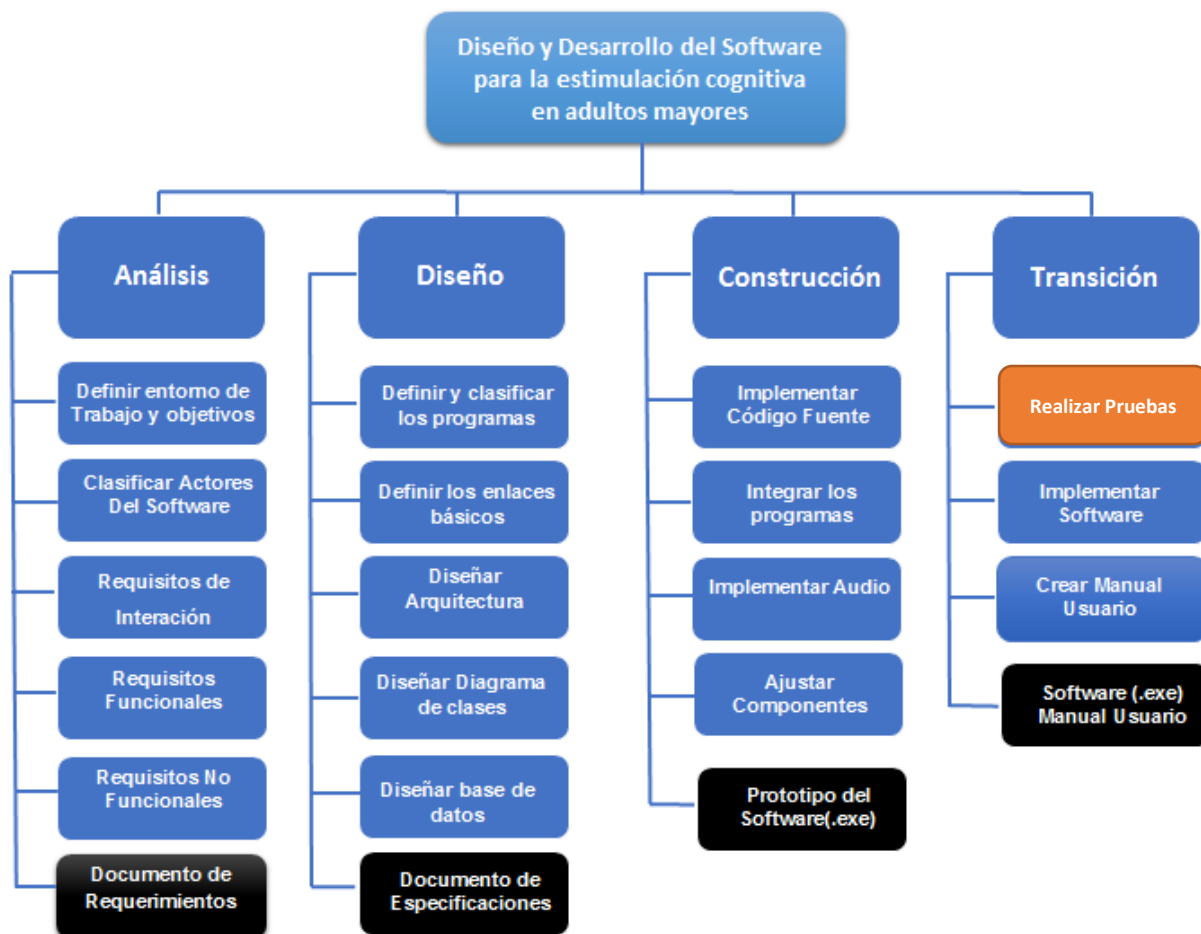 Diseño y Desarrollo del Software
para la estimulación cognitiva
en adultos mayores
Análisis
Definir entorno de
Trabajo y objetivos
Clasificar Actores
Del Software
Requisitos de
Interación
Requisitos
Funcionales
Requisitos No
Funcionales
Documento de
Requerimientos
Diseño
Definir y clasificar
los programas
Definir los enlaces
básicos
Diseñar
Arquitectura
Diseñar Diagrama
de clases
Diseñar base de
datos
Documento de
Especificaciones
Construcción
Implementar
Código Fuente
Integrar los
programas
Implementar Audio
Ajustar
Componentes
Prototipo del
Software(.exe)
Transición
Realizar Pruebas
Implementar
Software
Crear Manual
Usuario
Software (.exe)
Manual Usuario